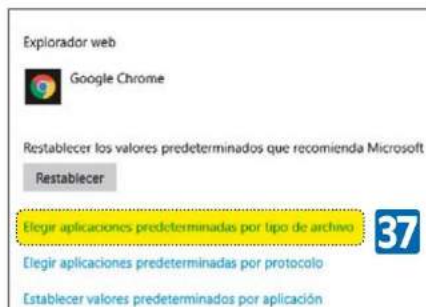 Explorador web
Google Chrome
Restablecer los valores predeterminados que recomienda Microsoft
Restablecer
Elegir aplicaciones predeterminadas por tipo de archivo
37
Elegir aplicaciones predeterminadas por protocolo
Establecer valores predeterminados por aplicación